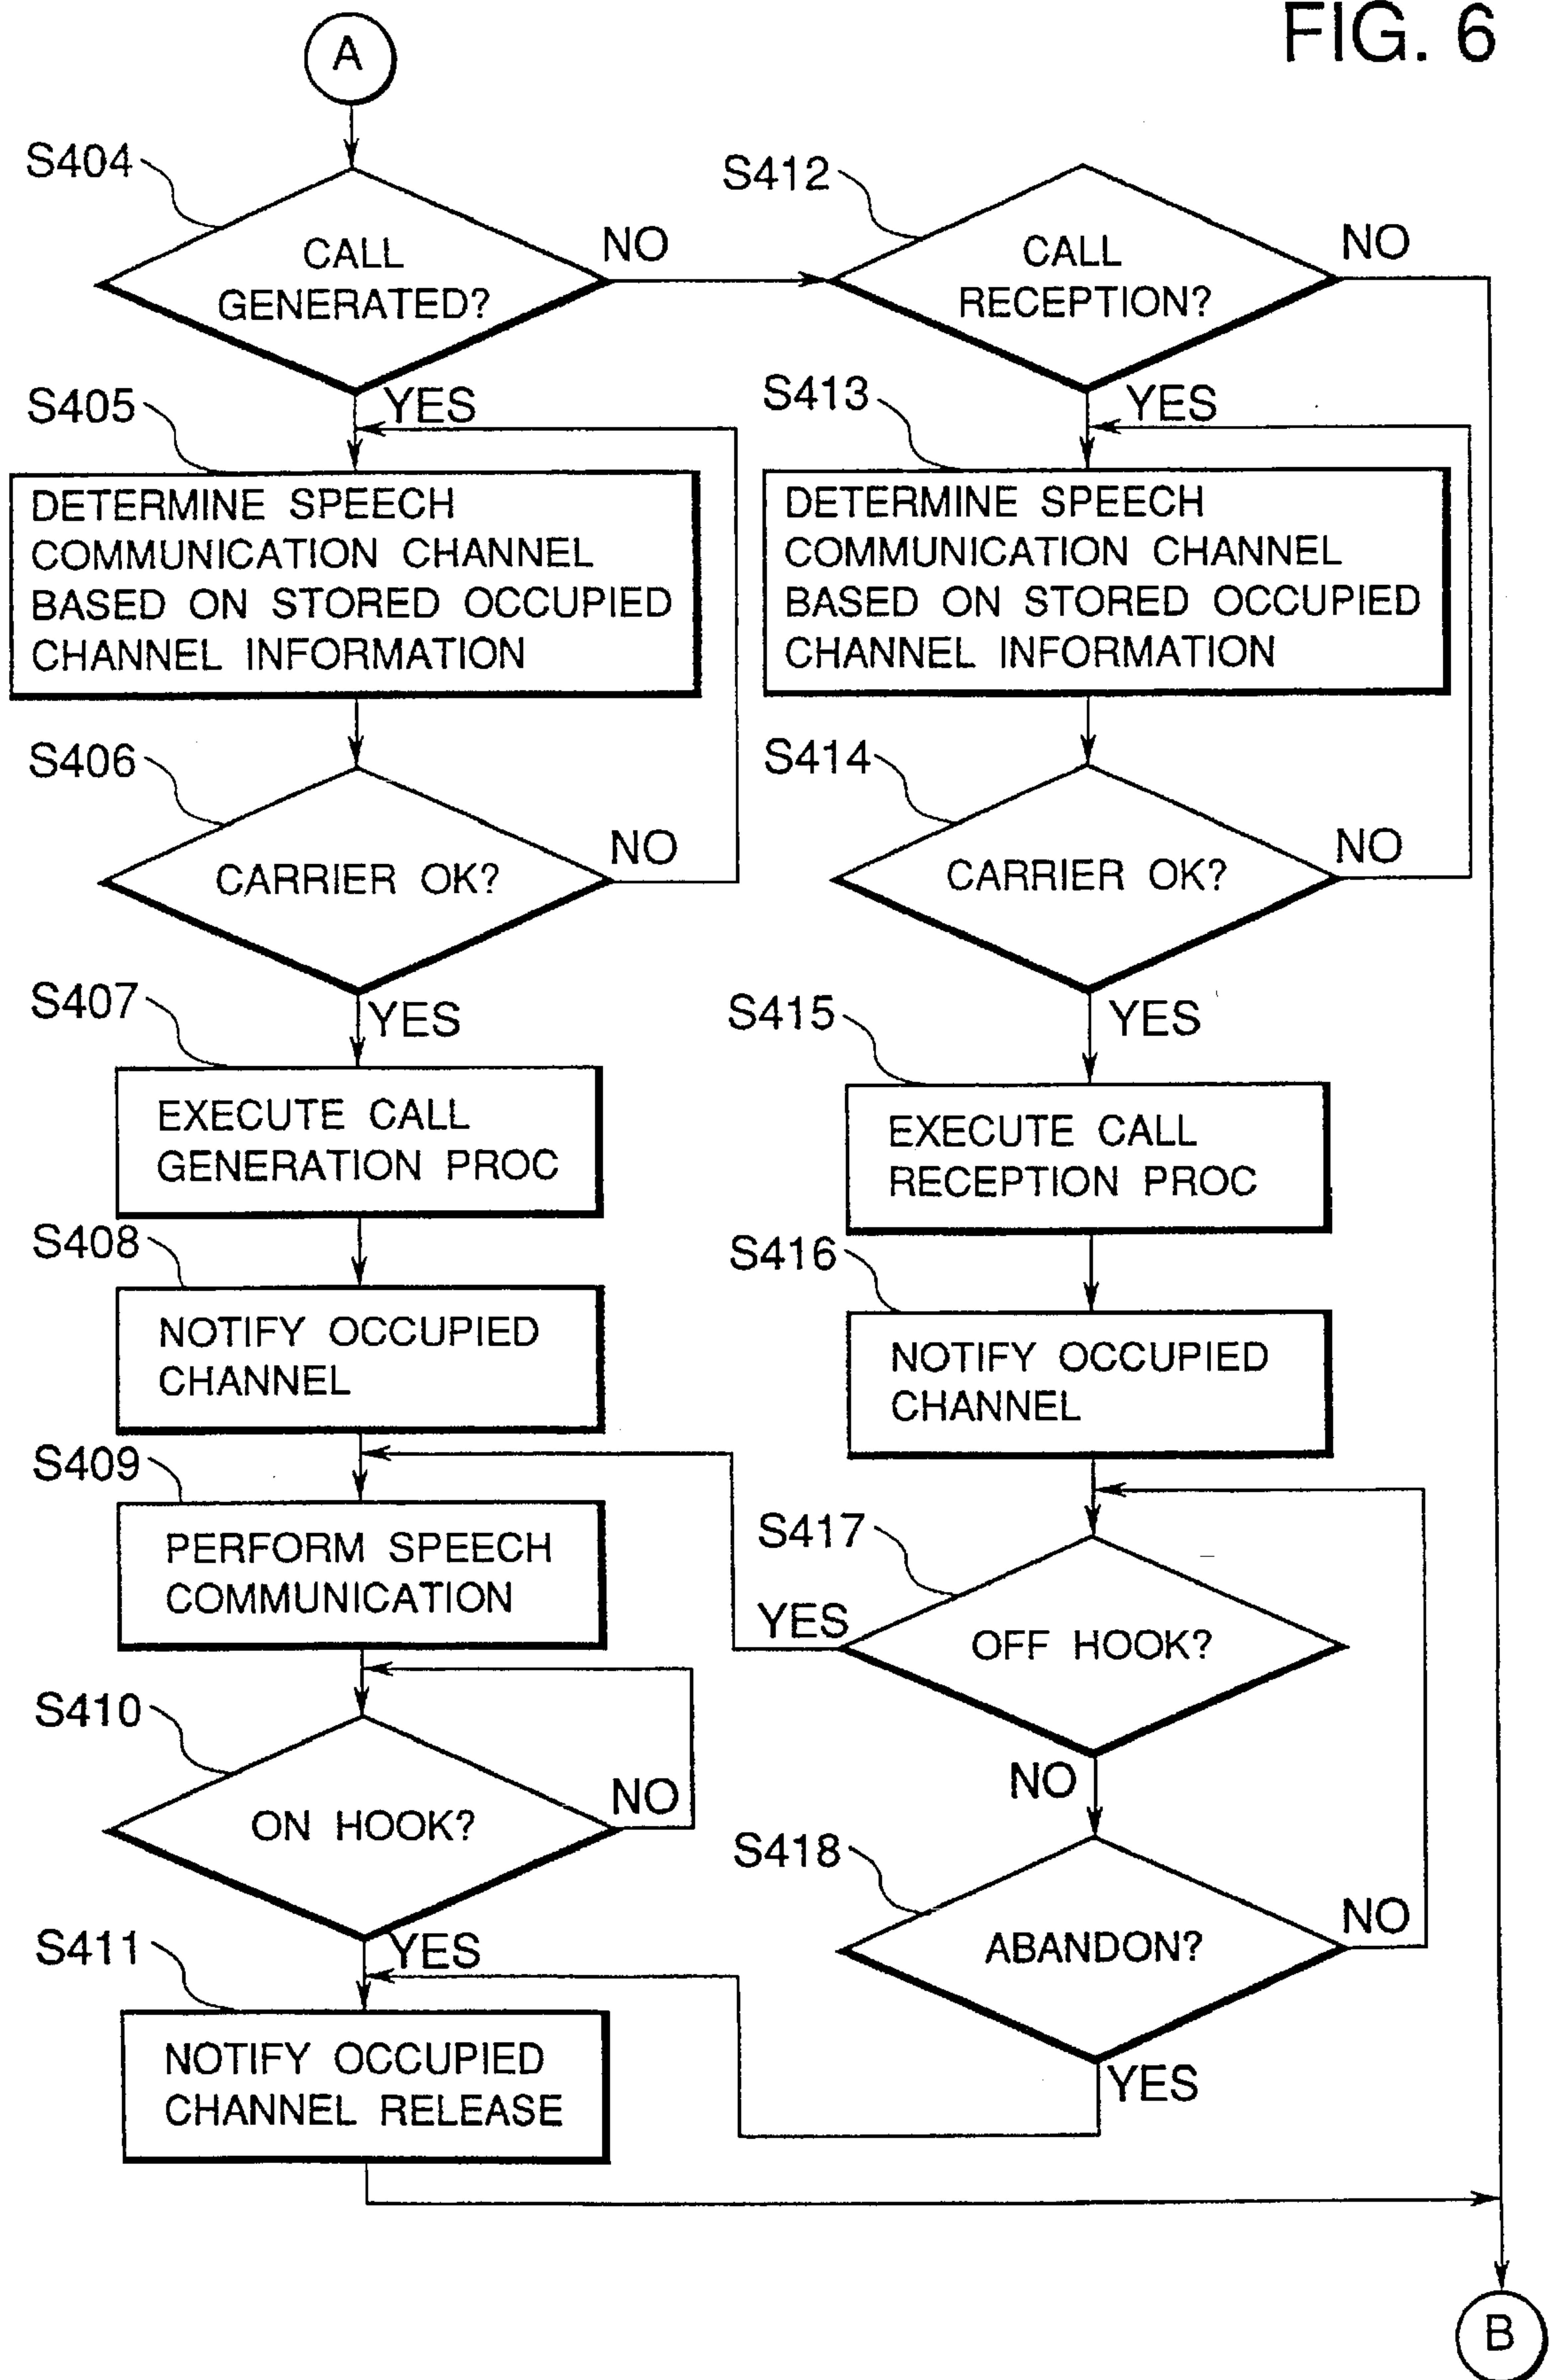 FIG. 6
A
S404
CALL
GENERATED?
NO
YES
S412
CALL
RECEPTION?
NO
YES
S405
DETERMINE SPEECH
COMMUNICATION CHANNEL
BASED ON STORED OCCUPIED
CHANNEL INFORMATION
S413
DETERMINE SPEECH
COMMUNICATION CHANNEL
BASED ON STORED OCCUPIED
CHANNEL INFORMATION
S406
CARRIER OK?
NO
YES
S414
CARRIER OK?
NO
YES
S407
EXECUTE CALL
GENERATION PROC
S415
EXECUTE CALL
RECEPTION PROC
S408
NOTIFY OCCUPIED
CHANNEL
S416
NOTIFY OCCUPIED
CHANNEL
S409
PERFORM SPEECH
COMMUNICATION
S417
YES
OFF HOOK?
NO
S410
ON HOOK?
NO
YES
S418
ABANDON?
NO
YES
S411
NOTIFY OCCUPIED
CHANNEL RELEASE
B